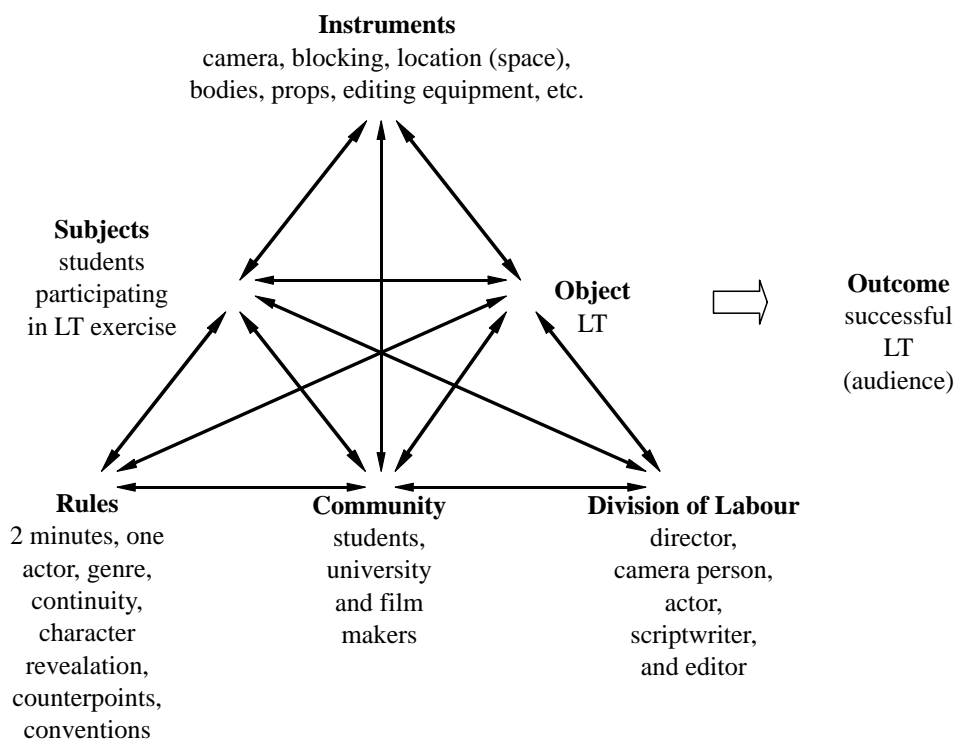 Instruments
camera, blocking, location (space),
bodies, props, editing equipment, etc.
Subjects
students
participating
in LT exercise
Object
LT
Outcome
successful
LT
(audience)
Rules
2 minutes, one
actor, genre,
continuity,
character
revealation,
counterpoints,
conventions
Community
students,
university
and film
makers
Division of Labour
director,
camera person,
actor,
scriptwriter,
and editor